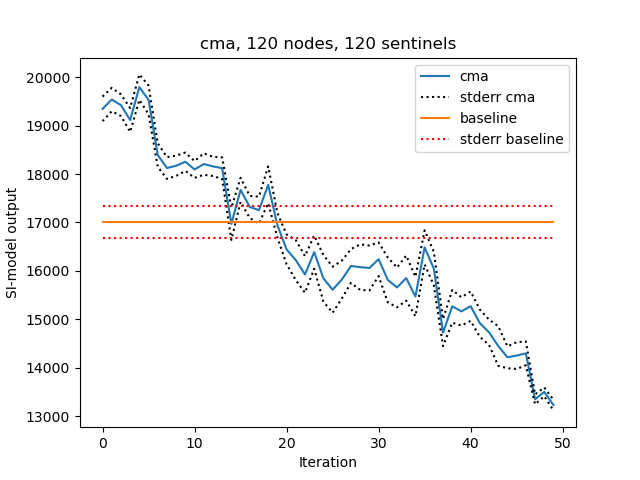 cma, 120 nodes, 120 sentinels
cma
stderr cma
baseline
stderr baseline
SI-model output
20000
19000
18000
17000
16000
15000
14000
13000
0 10 20 30 40 50
Iteration